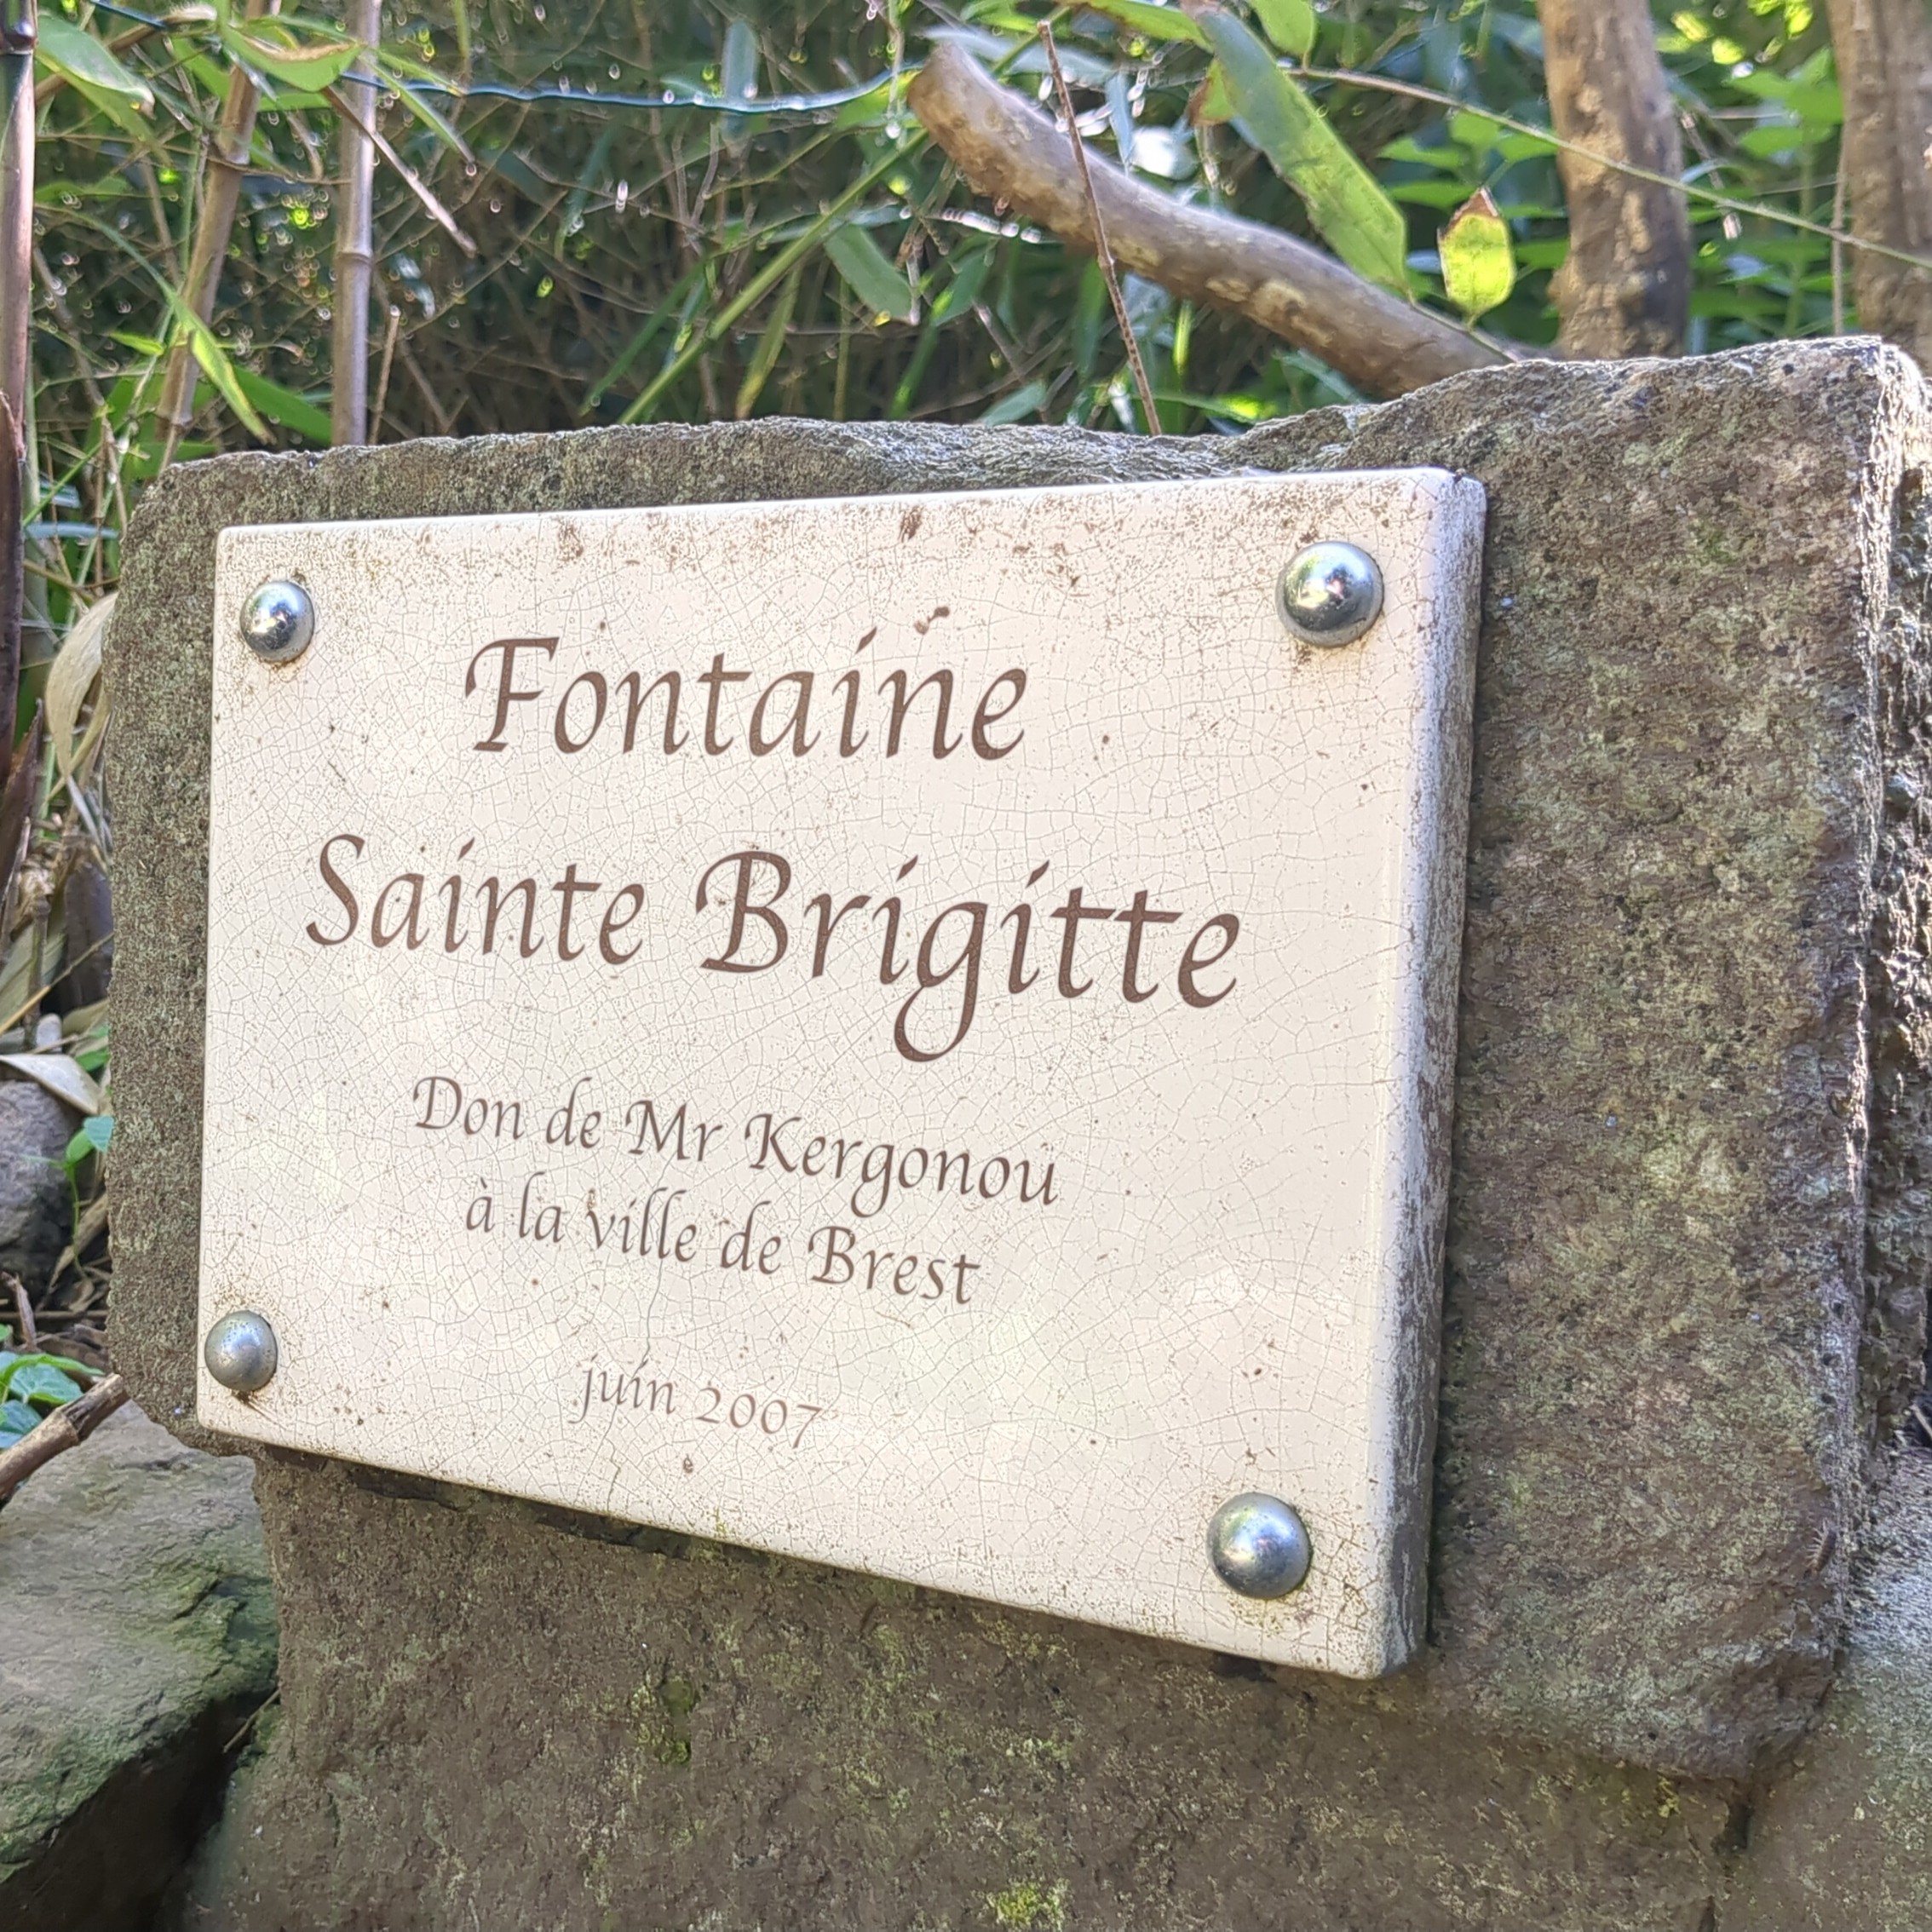 Fontaine
Sainte Brigitte
Don de Mr Kergonou
à la ville de Brest
juin 2007